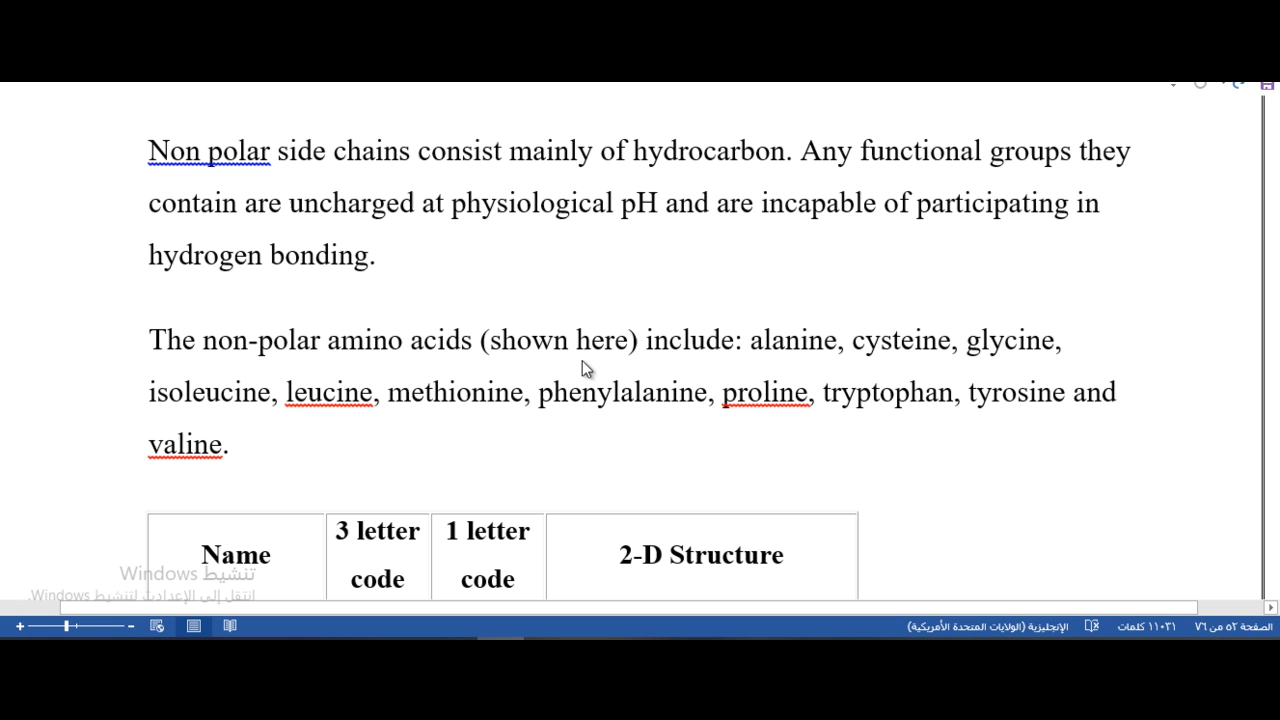 Non polar side chains consist mainly of hydrocarbon. Any functional groups they
contain are uncharged at physiological pH and are incapable of participating in
hydrogen bonding.
The non-polar amino acids (shown here) include: alanine, cysteine, glycine,
isoleucine, leucine, methionine, phenylalanine, proline, tryptophan, tyrosine and
valine.
Name
3 letter
code
1 letter
code
2-D Structure
تنشيط Windows
انتقل إلى الإعدادات لتنشيط Windows.
الصفحة ٥٢ من ٧٦
١١٠٣١ كلمات
الإنجليزية (الولايات المتحدة الأمريكية)